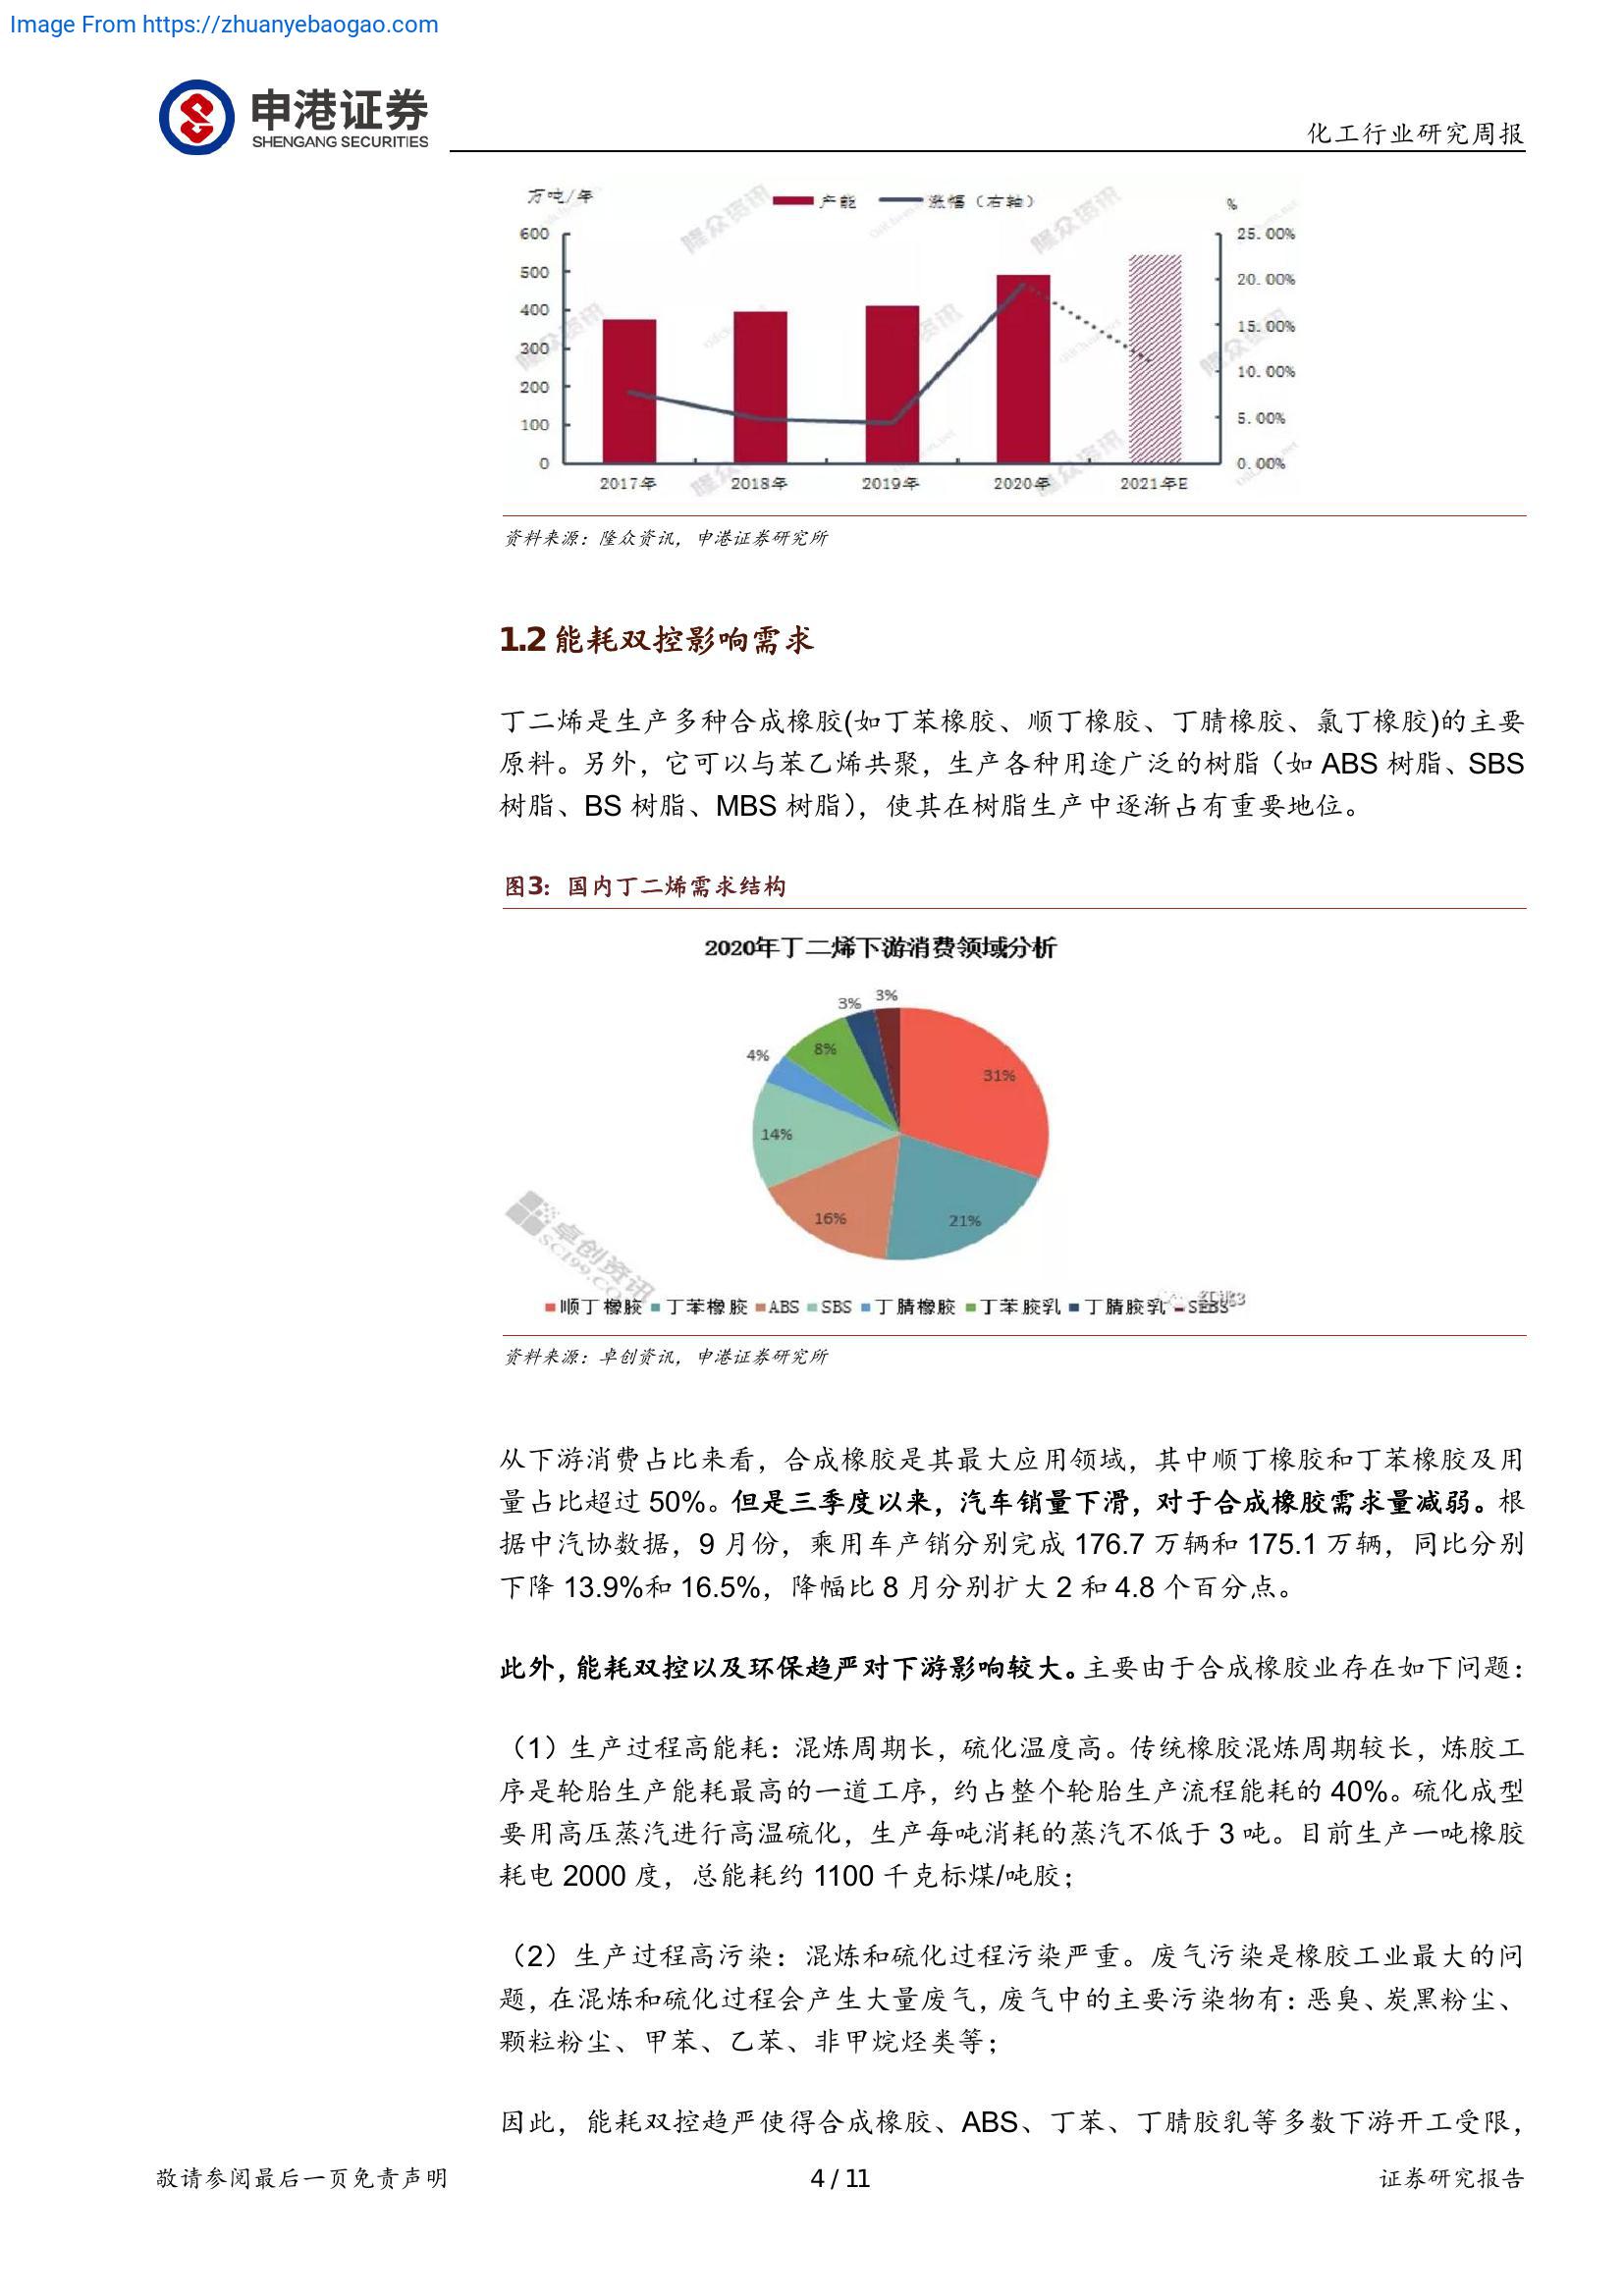 Image From https://zhuanyebaogao.com
申港证券
SHENGANG SECURITIES
化工行业研究周报
万吨/年
产能 涨幅（右轴）
%
600
500
400
300
200
100
0
25.00%
20.00%
15.00%
10.00%
5.00%
0.00%
2017年 2018年 2019年 2020年 2021年E
隆众资讯
隆众资讯
隆众资讯
隆众资讯
资料来源：隆众资讯，申港证券研究所
1.2 能耗双控影响需求
丁二烯是生产多种合成橡胶(如丁苯橡胶、顺丁橡胶、丁腈橡胶、氯丁橡胶)的主要
原料。另外，它可以与苯乙烯共聚，生产各种用途广泛的树脂（如 ABS 树脂、SBS
树脂、BS 树脂、MBS 树脂），使其在树脂生产中逐渐占有重要地位。
图3：国内丁二烯需求结构
2020年丁二烯下游消费领域分析
3%
3%
4%
8%
31%
14%
16%
21%
卓创资讯
SCI99.CO
顺丁橡胶 丁苯橡胶 ABS SBS 丁腈橡胶 丁苯胶乳 丁腈胶乳 SEBS
资料来源：卓创资讯，申港证券研究所
从下游消费占比来看，合成橡胶是其最大应用领域，其中顺丁橡胶和丁苯橡胶及用
量占比超过 50%。但是三季度以来，汽车销量下滑，对于合成橡胶需求量减弱。根
据中汽协数据，9 月份，乘用车产销分别完成 176.7 万辆和 175.1 万辆，同比分别
下降 13.9%和 16.5%，降幅比 8 月分别扩大 2 和 4.8 个百分点。
此外，能耗双控以及环保趋严对下游影响较大。主要由于合成橡胶业存在如下问题：
（1）生产过程高能耗：混炼周期长，硫化温度高。传统橡胶混炼周期较长，炼胶工
序是轮胎生产能耗最高的一道工序，约占整个轮胎生产流程能耗的 40%。硫化成型
要用高压蒸汽进行高温硫化，生产每吨消耗的蒸汽不低于 3 吨。目前生产一吨橡胶
耗电 2000 度，总能耗约 1100 千克标煤/吨胶；
（2）生产过程高污染：混炼和硫化过程污染严重。废气污染是橡胶工业最大的问
题，在混炼和硫化过程会产生大量废气，废气中的主要污染物有：恶臭、炭黑粉尘、
颗粒粉尘、甲苯、乙苯、非甲烷烃类等；
因此，能耗双控趋严使得合成橡胶、ABS、丁苯、丁腈胶乳等多数下游开工受限，
敬请参阅最后一页免责声明
4 / 11
证券研究报告